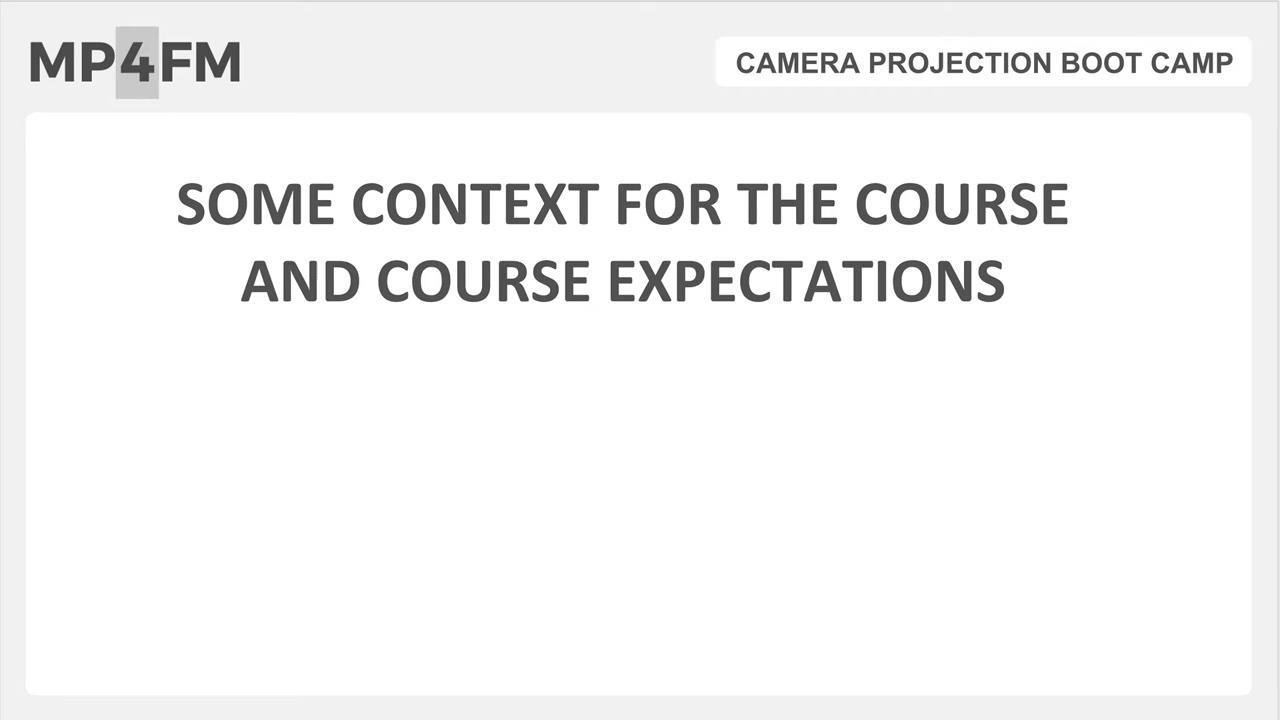 MP4FM
CAMERA PROJECTION BOOT CAMP
SOME CONTEXT FOR THE COURSE
AND COURSE EXPECTATIONS